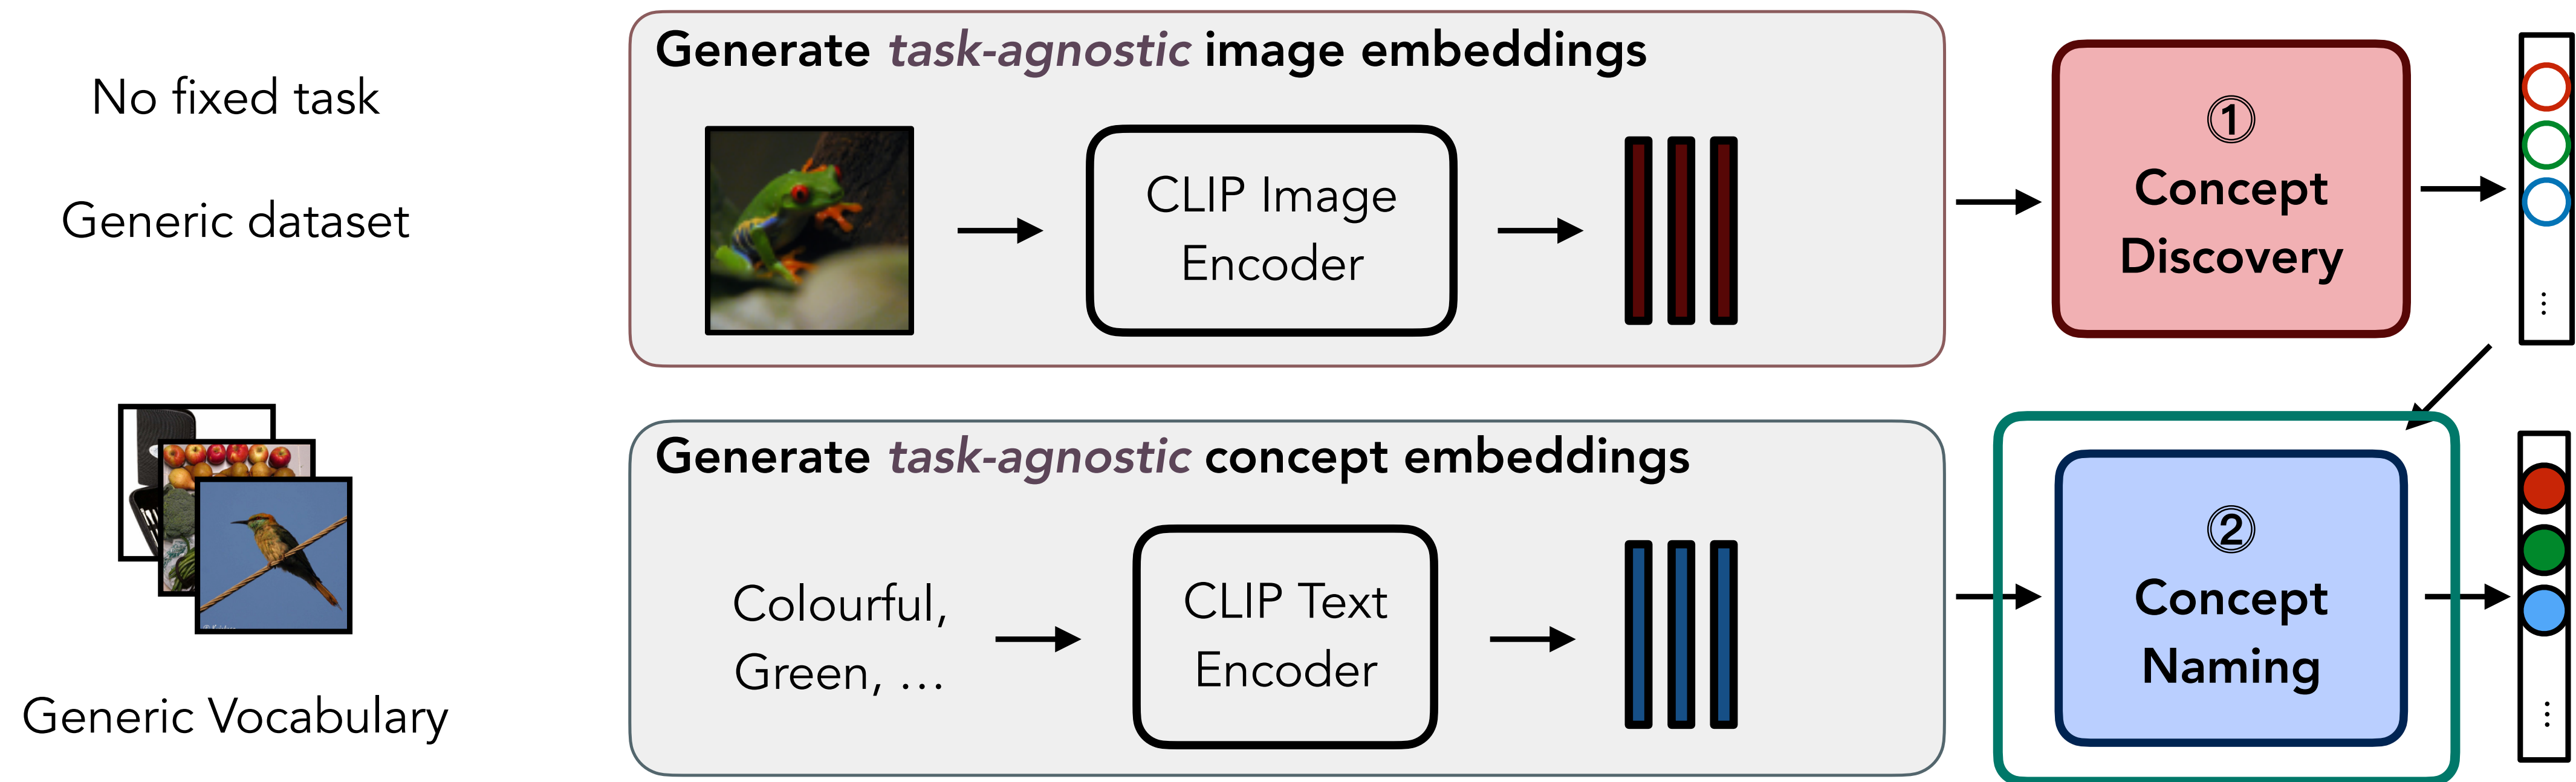 No fixed task
Generic dataset
Generic Vocabulary
Generate task-agnostic image embeddings
CLIP Image
Encoder
①
Concept
Discovery
⋮
Generate task-agnostic concept embeddings
Colourful,
Green, …
CLIP Text
Encoder
②
Concept
Naming
⋮